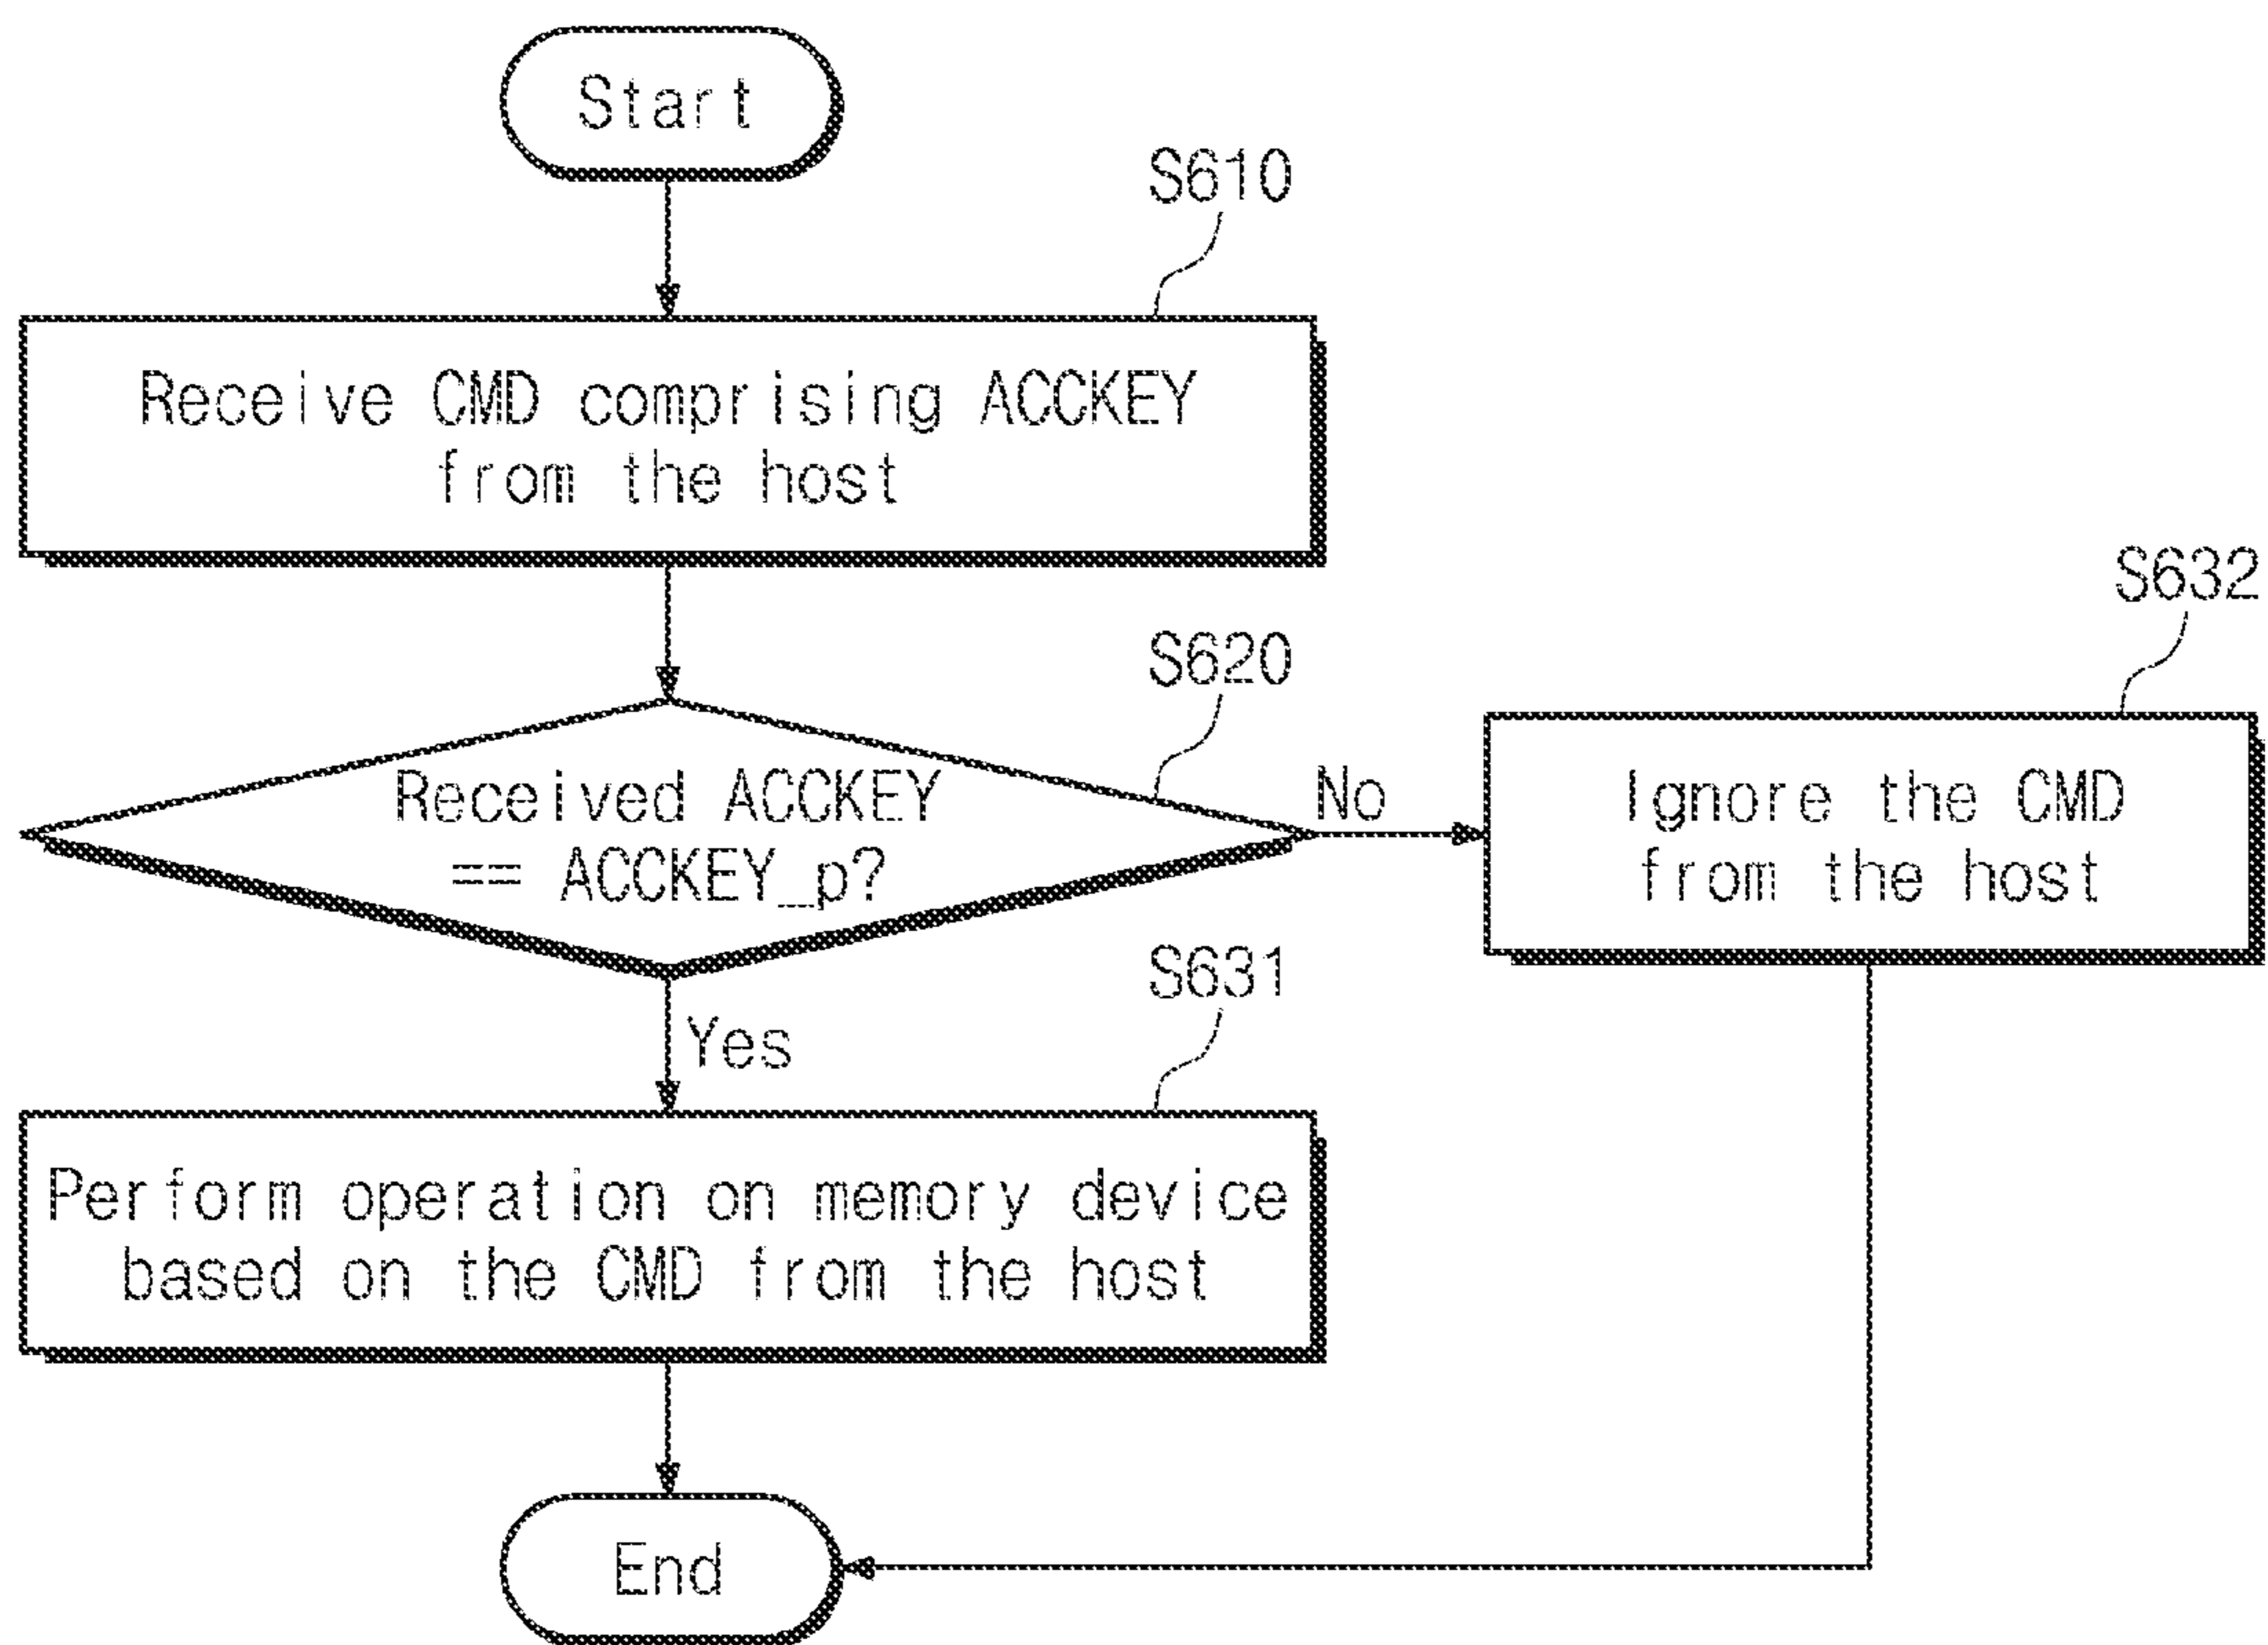 Start
S610
Receive CMD comprising ACCKEY
from the host
S620
Received ACCKEY
== ACCKEY_p?
No
S632
Ignore the CMD
from the host
Yes
S631
Perform operation on memory device
based on the CMD from the host
End